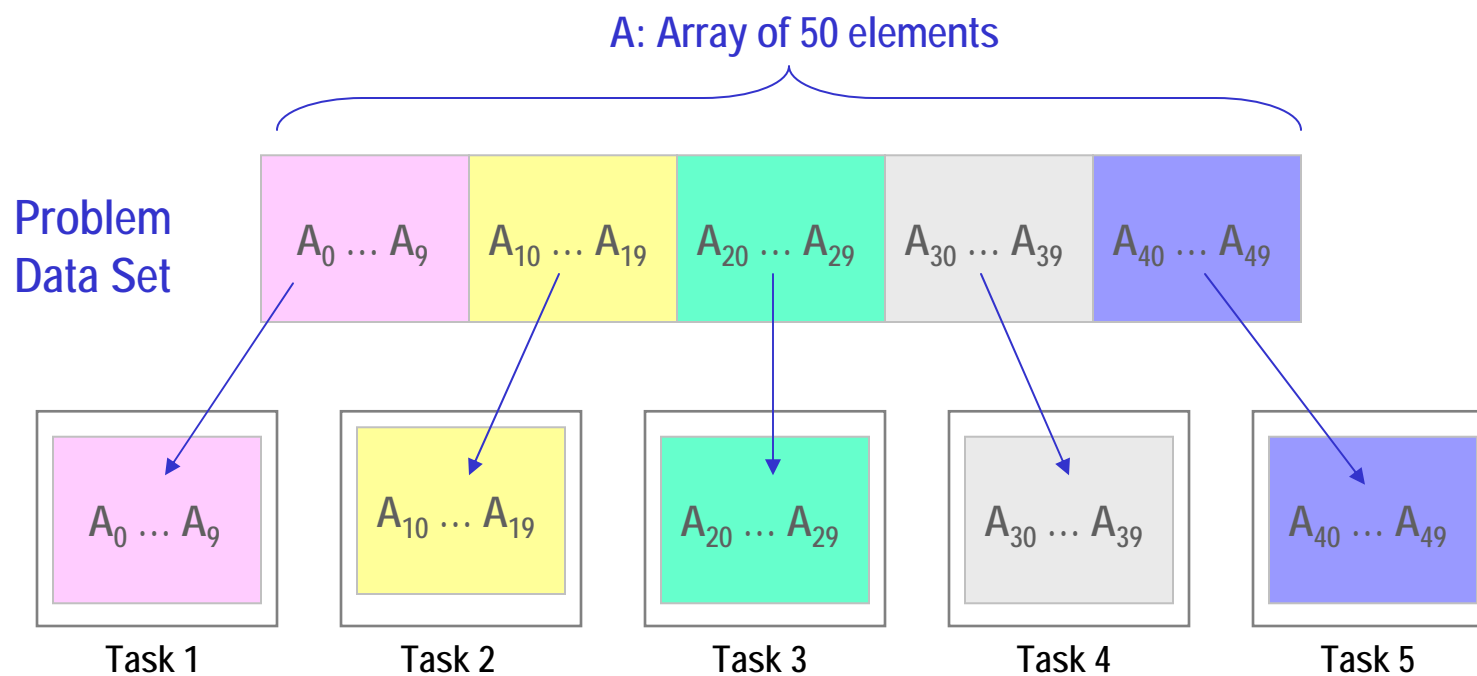 A: Array of 50 elements
Problem
Data Set
A₀ … A₉ A₁₀ … A₁₉ A₂₀ … A₂₉ A₃₀ … A₃₉ A₄₀ … A₄₉
A₀ … A₉ A₁₀ … A₁₉ A₂₀ … A₂₉ A₃₀ … A₃₉ A₄₀ … A₄₉
Task 1 Task 2 Task 3 Task 4 Task 5